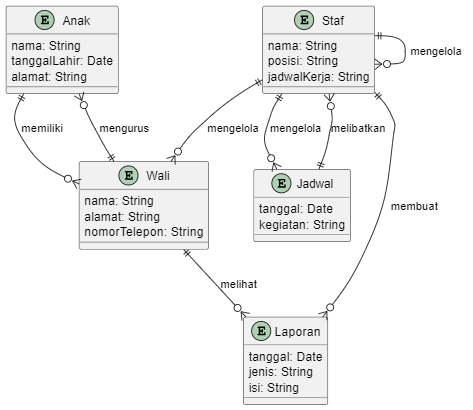 E Anak
nama: String
tanggalLahir: Date
alamat: String
E Staf
nama: String
posisi: String
jadwalKerja: String
mengelola
memiliki
mengurus
mengelola
mengelola
melibatkan
E Wali
nama: String
alamat: String
nomorTelepon: String
E Jadwal
tanggal: Date
kegiatan: String
membuat
melihat
E Laporan
tanggal: Date
jenis: String
isi: String